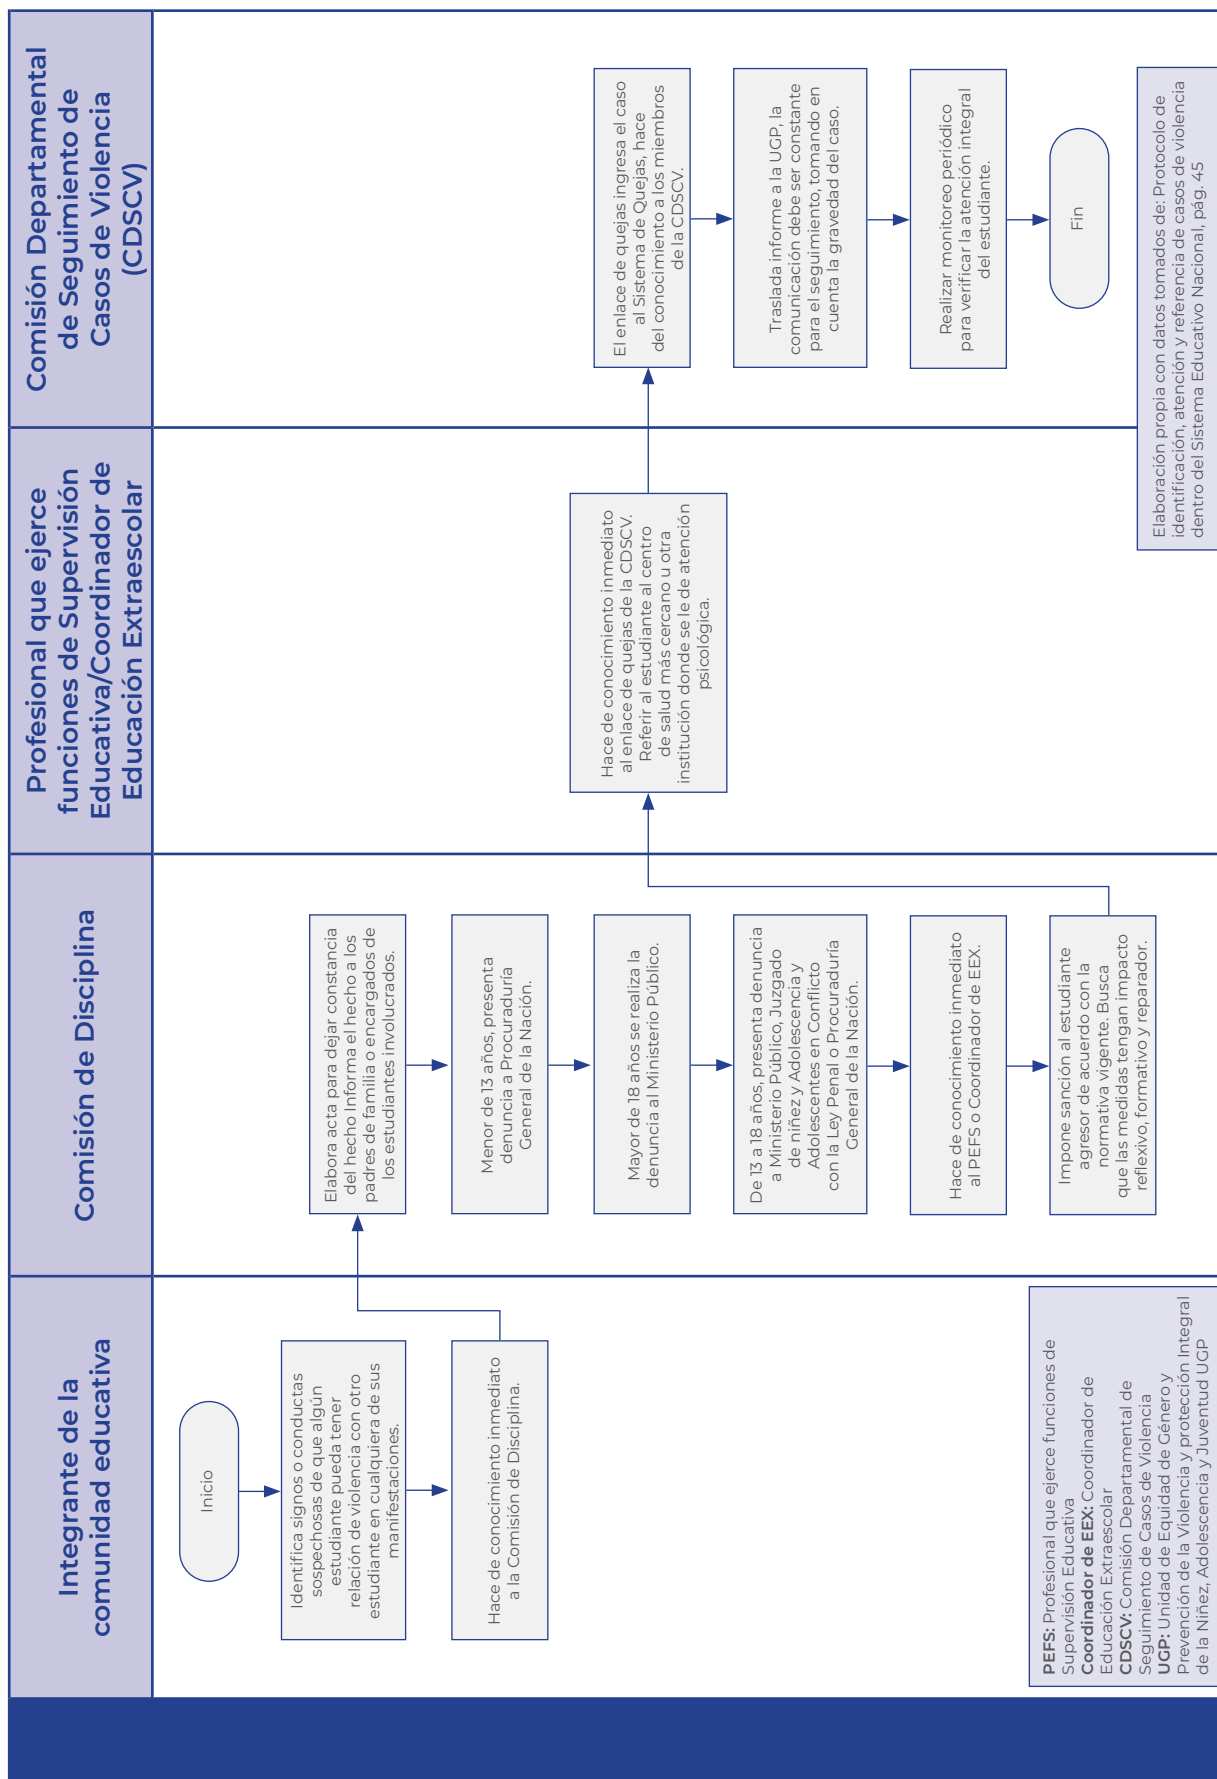 Integrante de la
comunidad educativa
Inicio
Identifica signos o conductas
sospechosas de que algún
estudiante pueda tener
relación de violencia con otro
estudiante en cualquiera de sus
manifestaciones.
Hace de conocimiento inmediato
a la Comisión de Disciplina.
PEFS: Profesional que ejerce funciones de
Supervisión Educativa
Coordinador de EEX: Coordinador de
Educación Extraescolar
CDSCV: Comisión Departamental de
Seguimiento de Casos de Violencia
UGP: Unidad de Equidad de Género y
Prevención de la Violencia y protección Integral
de la Niñez, Adolescencia y Juventud UGP
Comisión de Disciplina
Elabora acta para dejar constancia
del hecho Informa el hecho a los
padres de familia o encargados de
los estudiantes involucrados.
Menor de 13 años, presenta
denuncia a Procuraduría
General de la Nación.
Mayor de 18 años se realiza la
denuncia al Ministerio Público.
De 13 a 18 años, presenta denuncia
a Ministerio Público, Juzgado
de niñez y Adolescencia y
Adolescentes en Conflicto
con la Ley Penal o Procuraduría
General de la Nación.
Hace de conocimiento inmediato
al PEFS o Coordinador de EEX.
Impone sanción al estudiante
agresor de acuerdo con la
normativa vigente. Busca
que las medidas tengan impacto
reflexivo, formativo y reparador.
Profesional que ejerce
funciones de Supervisión
Educativa/Coordinador de
Educación Extraescolar
Hace de conocimiento inmediato
al enlace de quejas de la CDSCV.
Referir al estudiante al centro
de salud más cercano u otra
institución donde se le de atención
psicológica.
Comisión Departamental
de Seguimiento de
Casos de Violencia
(CDSCV)
El enlace de quejas ingresa el caso
al Sistema de Quejas, hace
del conocimiento a los miembros
de la CDSCV.
Traslada informe a la UGP, la
comunicación debe ser constante
para el seguimiento, tomando en
cuenta la gravedad del caso.
Realizar monitoreo periódico
para verificar la atención integral
del estudiante.
Fin
Elaboración propia con datos tomados de: Protocolo de
identificación, atención y referencia de casos de violencia
dentro del Sistema Educativo Nacional, pág. 45